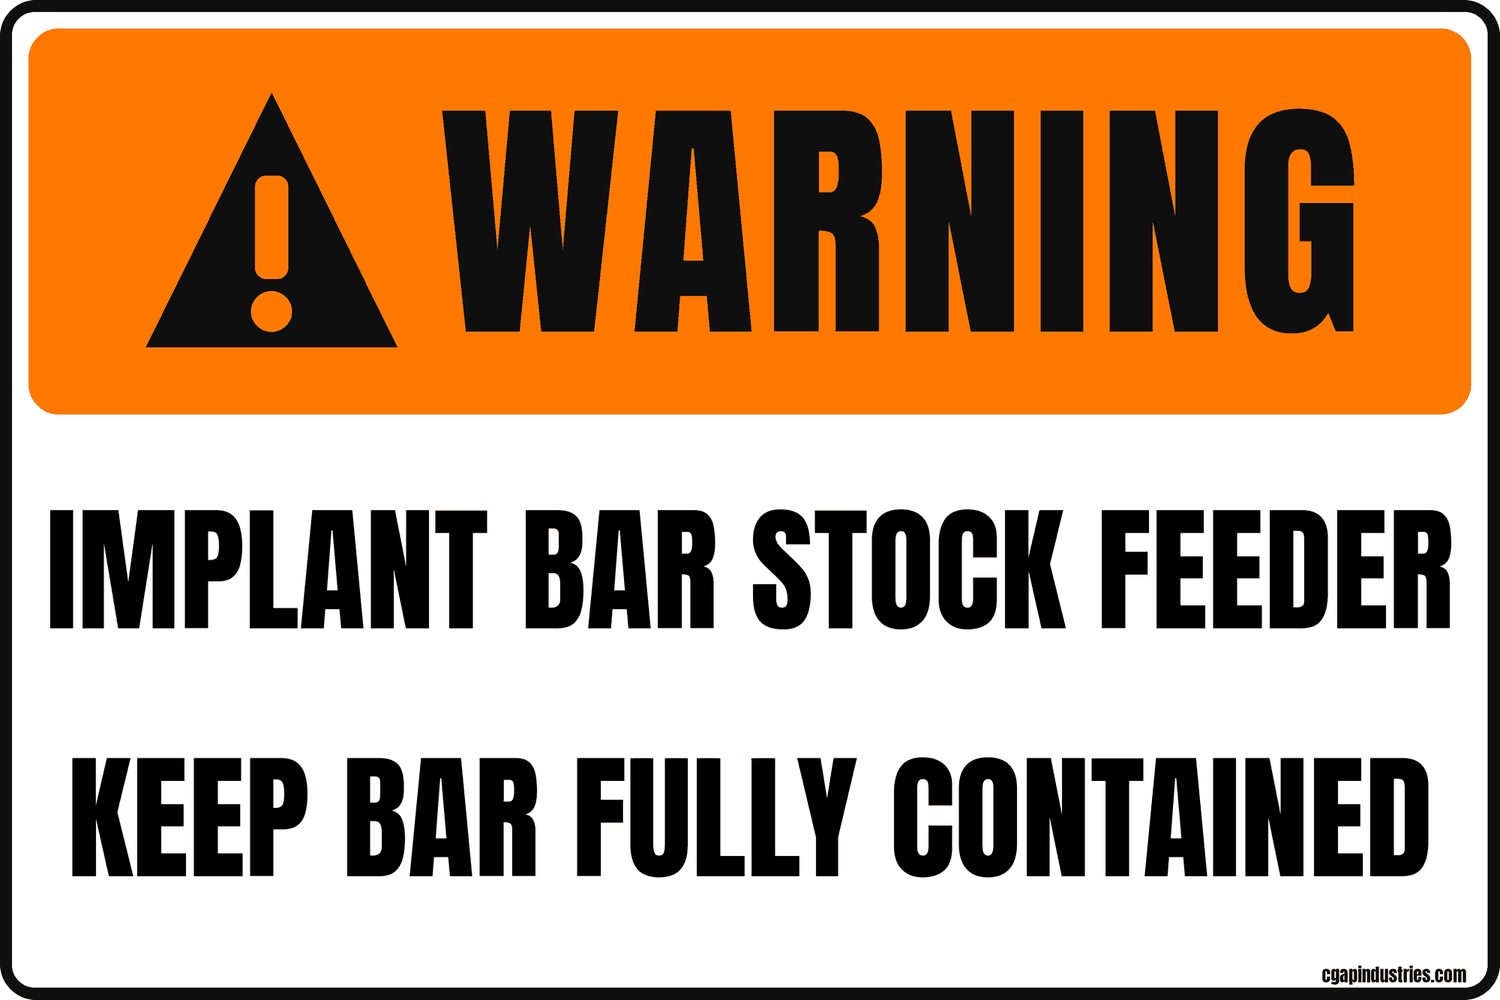 WARNING
IMPLANT BAR STOCK FEEDER
KEEP BAR FULLY CONTAINED
cgapindustries.com